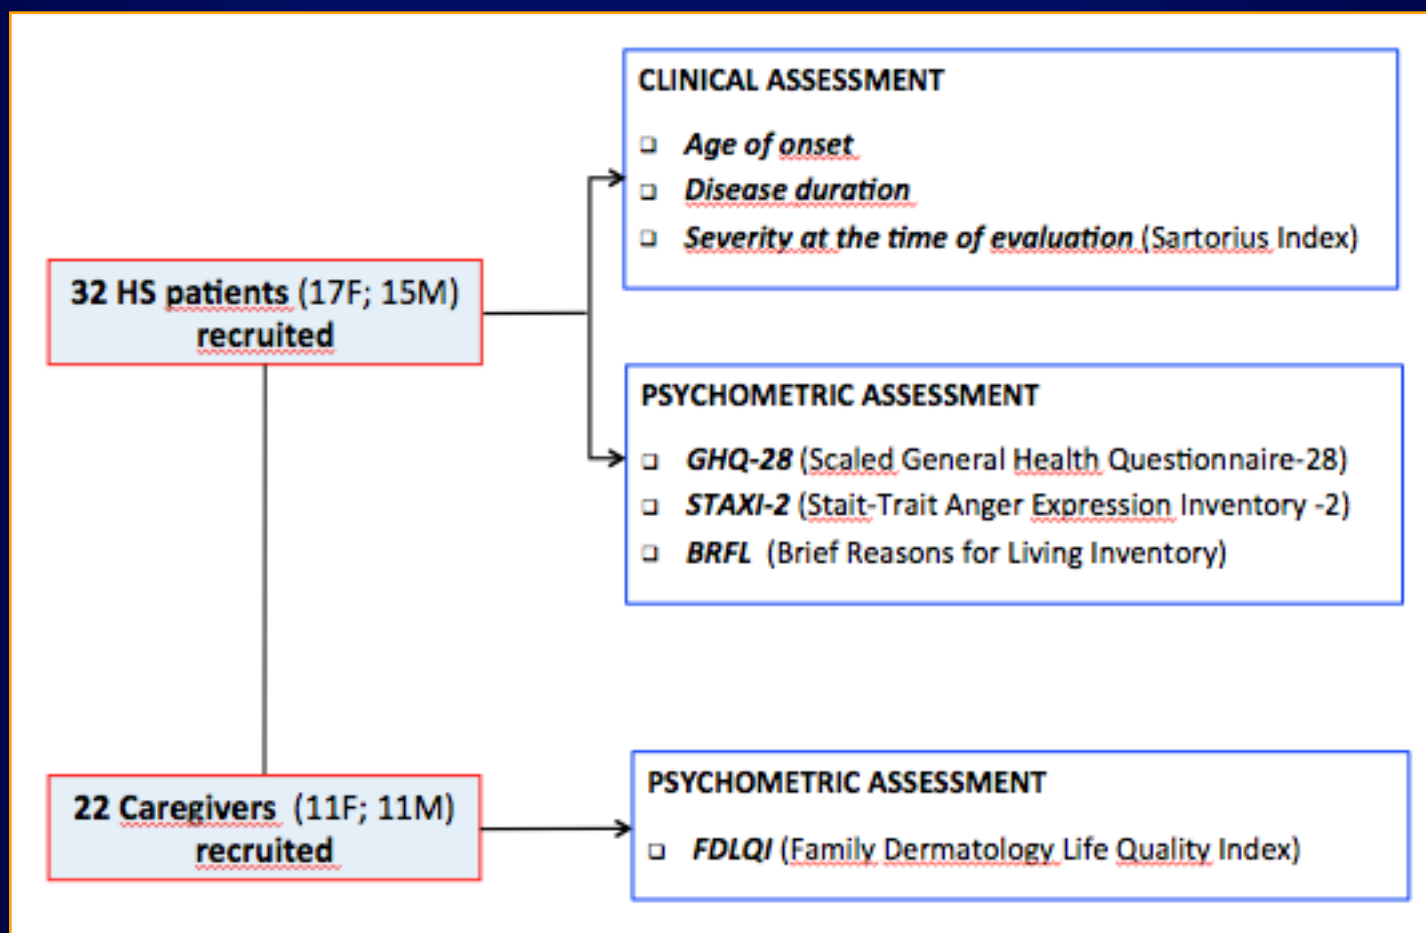 CLINICAL ASSESSMENT
Age of onset
Disease duration
Severity at the time of evaluation (Sartorius Index)
32 HS patients (17F; 15M)
recruited
PSYCHOMETRIC ASSESSMENT
GHQ-28 (Scaled General Health Questionnaire-28)
STAXI-2 (Stait-Trait Anger Expression Inventory -2)
BRFL (Brief Reasons for Living Inventory)
22 Caregivers (11F; 11M)
recruited
PSYCHOMETRIC ASSESSMENT
FDLQI (Family Dermatology Life Quality Index)